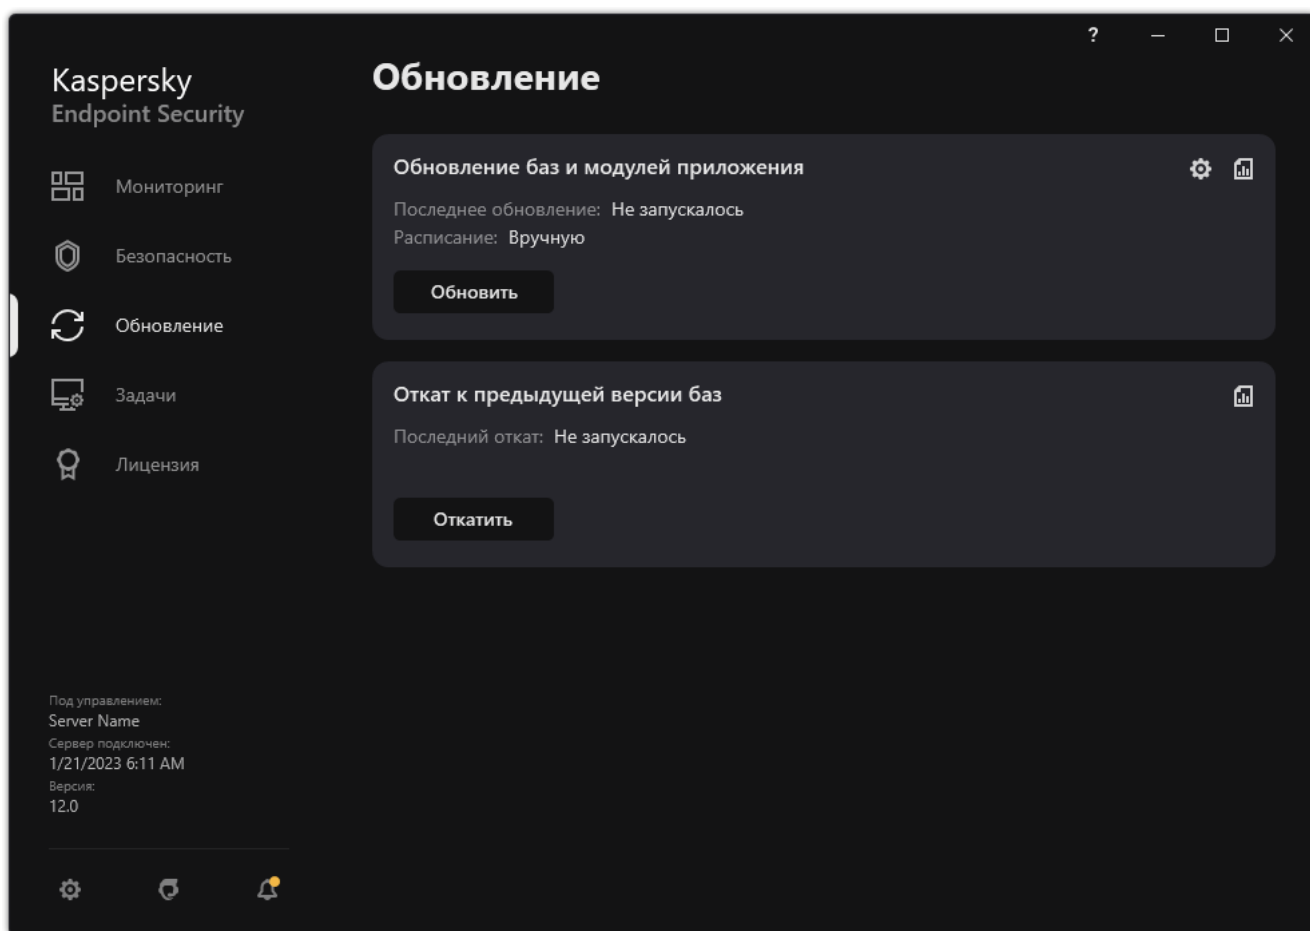 ?
Kaspersky
Endpoint Security
Мониторинг
Безопасность
Обновление
Задачи
Лицензия
Под управлением:
Server Name
Сервер подключен:
1/21/2023 6:11 AM
Версия:
12.0
Обновление
Обновление баз и модулей приложения
Последнее обновление: Не запускалось
Расписание: Вручную
Обновить
Откат к предыдущей версии баз
Последний откат: Не запускалось
Откатить